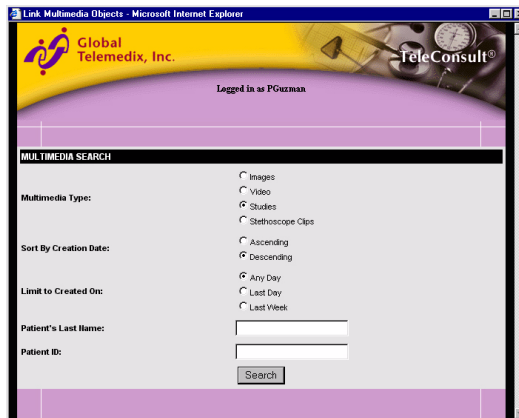 Link Multimedia Objects - Microsoft Internet Explorer
Global
Telemedix, Inc.
TeleConsult®
Logged in as PGuzman
MULTIMEDIA SEARCH
Multimedia Type:
Images
Video
Studies
Stethoscope Clips
Sort By Creation Date:
Ascending
Descending
Limit to Created On:
Any Day
Last Day
Last Week
Patient's Last Name:
Patient ID:
Search